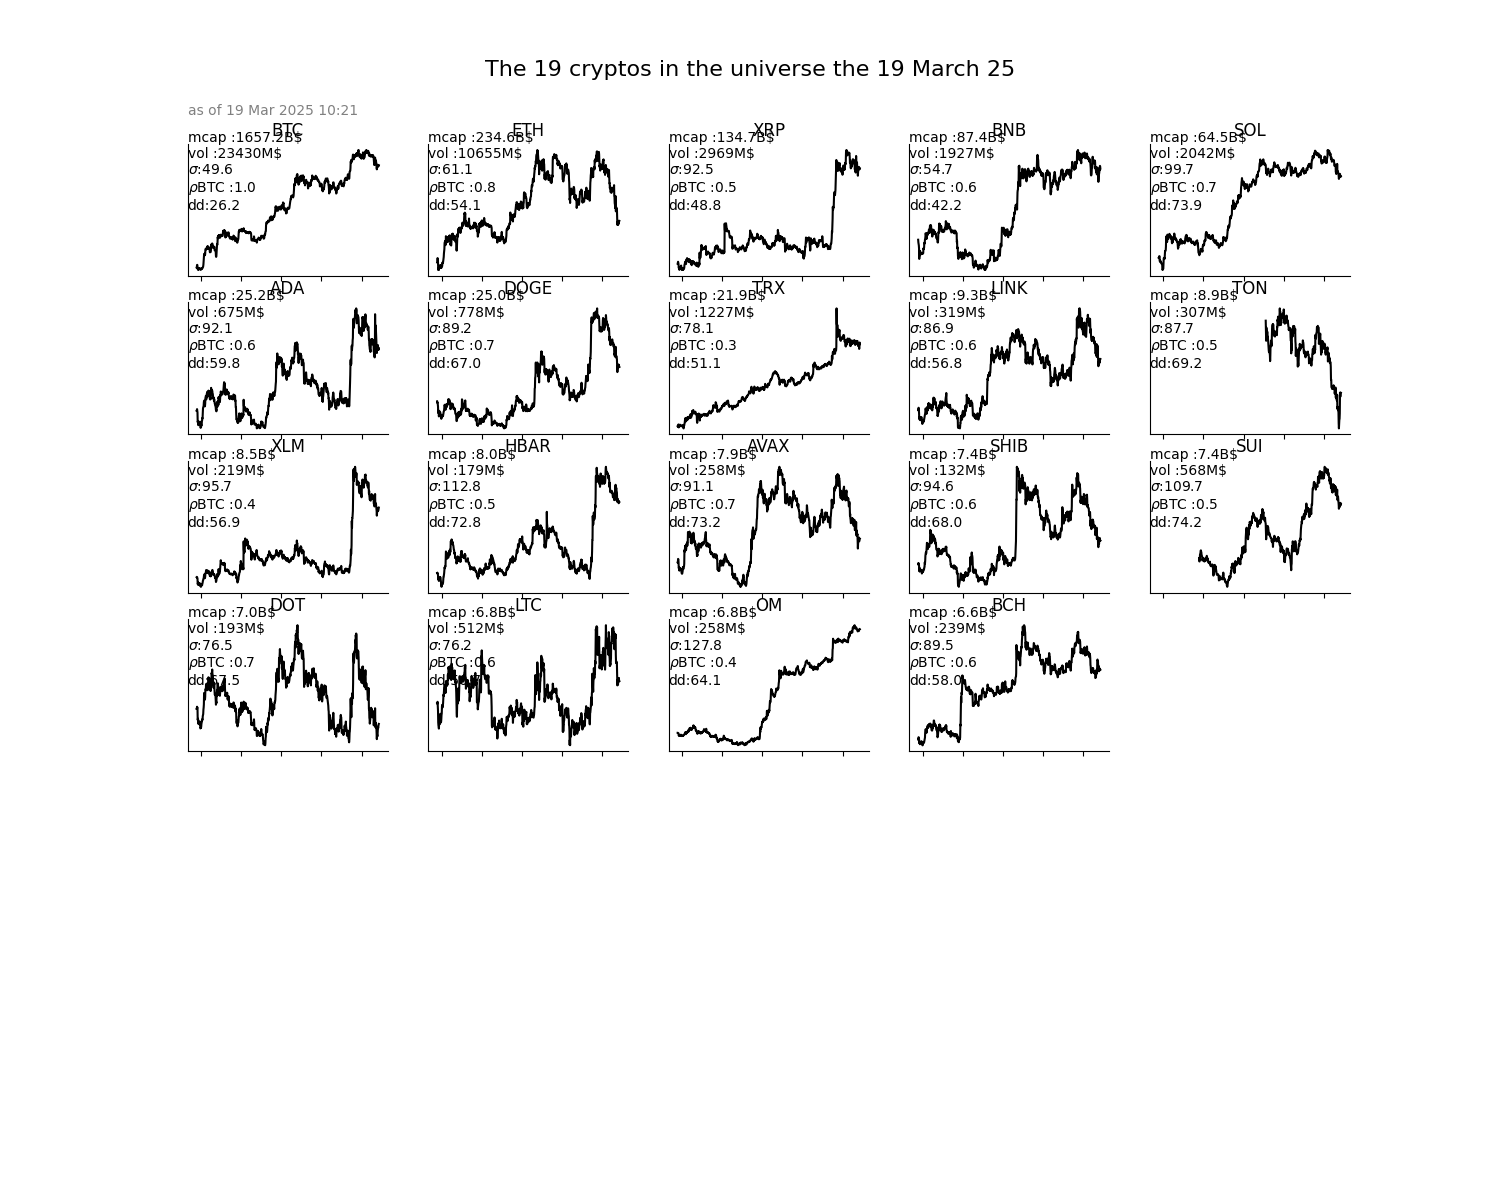 The 19 cryptos in the universe the 19 March 25
as of 19 Mar 2025 10:21
BTC
mcap :1657.2B$
vol :23430M$
σ:49.6
ρBTC :1.0
dd:26.2
ETH
mcap :234.6B$
vol :10655M$
σ:61.1
ρBTC :0.8
dd:54.1
XRP
mcap :134.7B$
vol :2969M$
σ:92.5
ρBTC :0.5
dd:48.8
BNB
mcap :87.4B$
vol :1927M$
σ:54.7
ρBTC :0.6
dd:42.2
SOL
mcap :64.5B$
vol :2042M$
σ:99.7
ρBTC :0.7
dd:73.9
ADA
mcap :25.2B$
vol :675M$
σ:92.1
ρBTC :0.6
dd:59.8
DOGE
mcap :25.0B$
vol :778M$
σ:89.2
ρBTC :0.7
dd:67.0
TRX
mcap :21.9B$
vol :1227M$
σ:78.1
ρBTC :0.3
dd:51.1
LINK
mcap :9.3B$
vol :319M$
σ:86.9
ρBTC :0.6
dd:56.8
TON
mcap :8.9B$
vol :307M$
σ:87.7
ρBTC :0.5
dd:69.2
XLM
mcap :8.5B$
vol :219M$
σ:95.7
ρBTC :0.4
dd:56.9
HBAR
mcap :8.0B$
vol :179M$
σ:112.8
ρBTC :0.5
dd:72.8
AVAX
mcap :7.9B$
vol :258M$
σ:91.1
ρBTC :0.7
dd:73.2
SHIB
mcap :7.4B$
vol :132M$
σ:94.6
ρBTC :0.6
dd:68.0
SUI
mcap :7.4B$
vol :568M$
σ:109.7
ρBTC :0.5
dd:74.2
DOT
mcap :7.0B$
vol :193M$
σ:76.5
ρBTC :0.7
LTC
mcap :6.8B$
vol :512M$
σ:76.2
ρBTC :0.6
OM
mcap :6.8B$
vol :258M$
σ:127.8
ρBTC :0.4
dd:64.1
BCH
mcap :6.6B$
vol :239M$
σ:89.5
ρBTC :0.6
dd:58.0